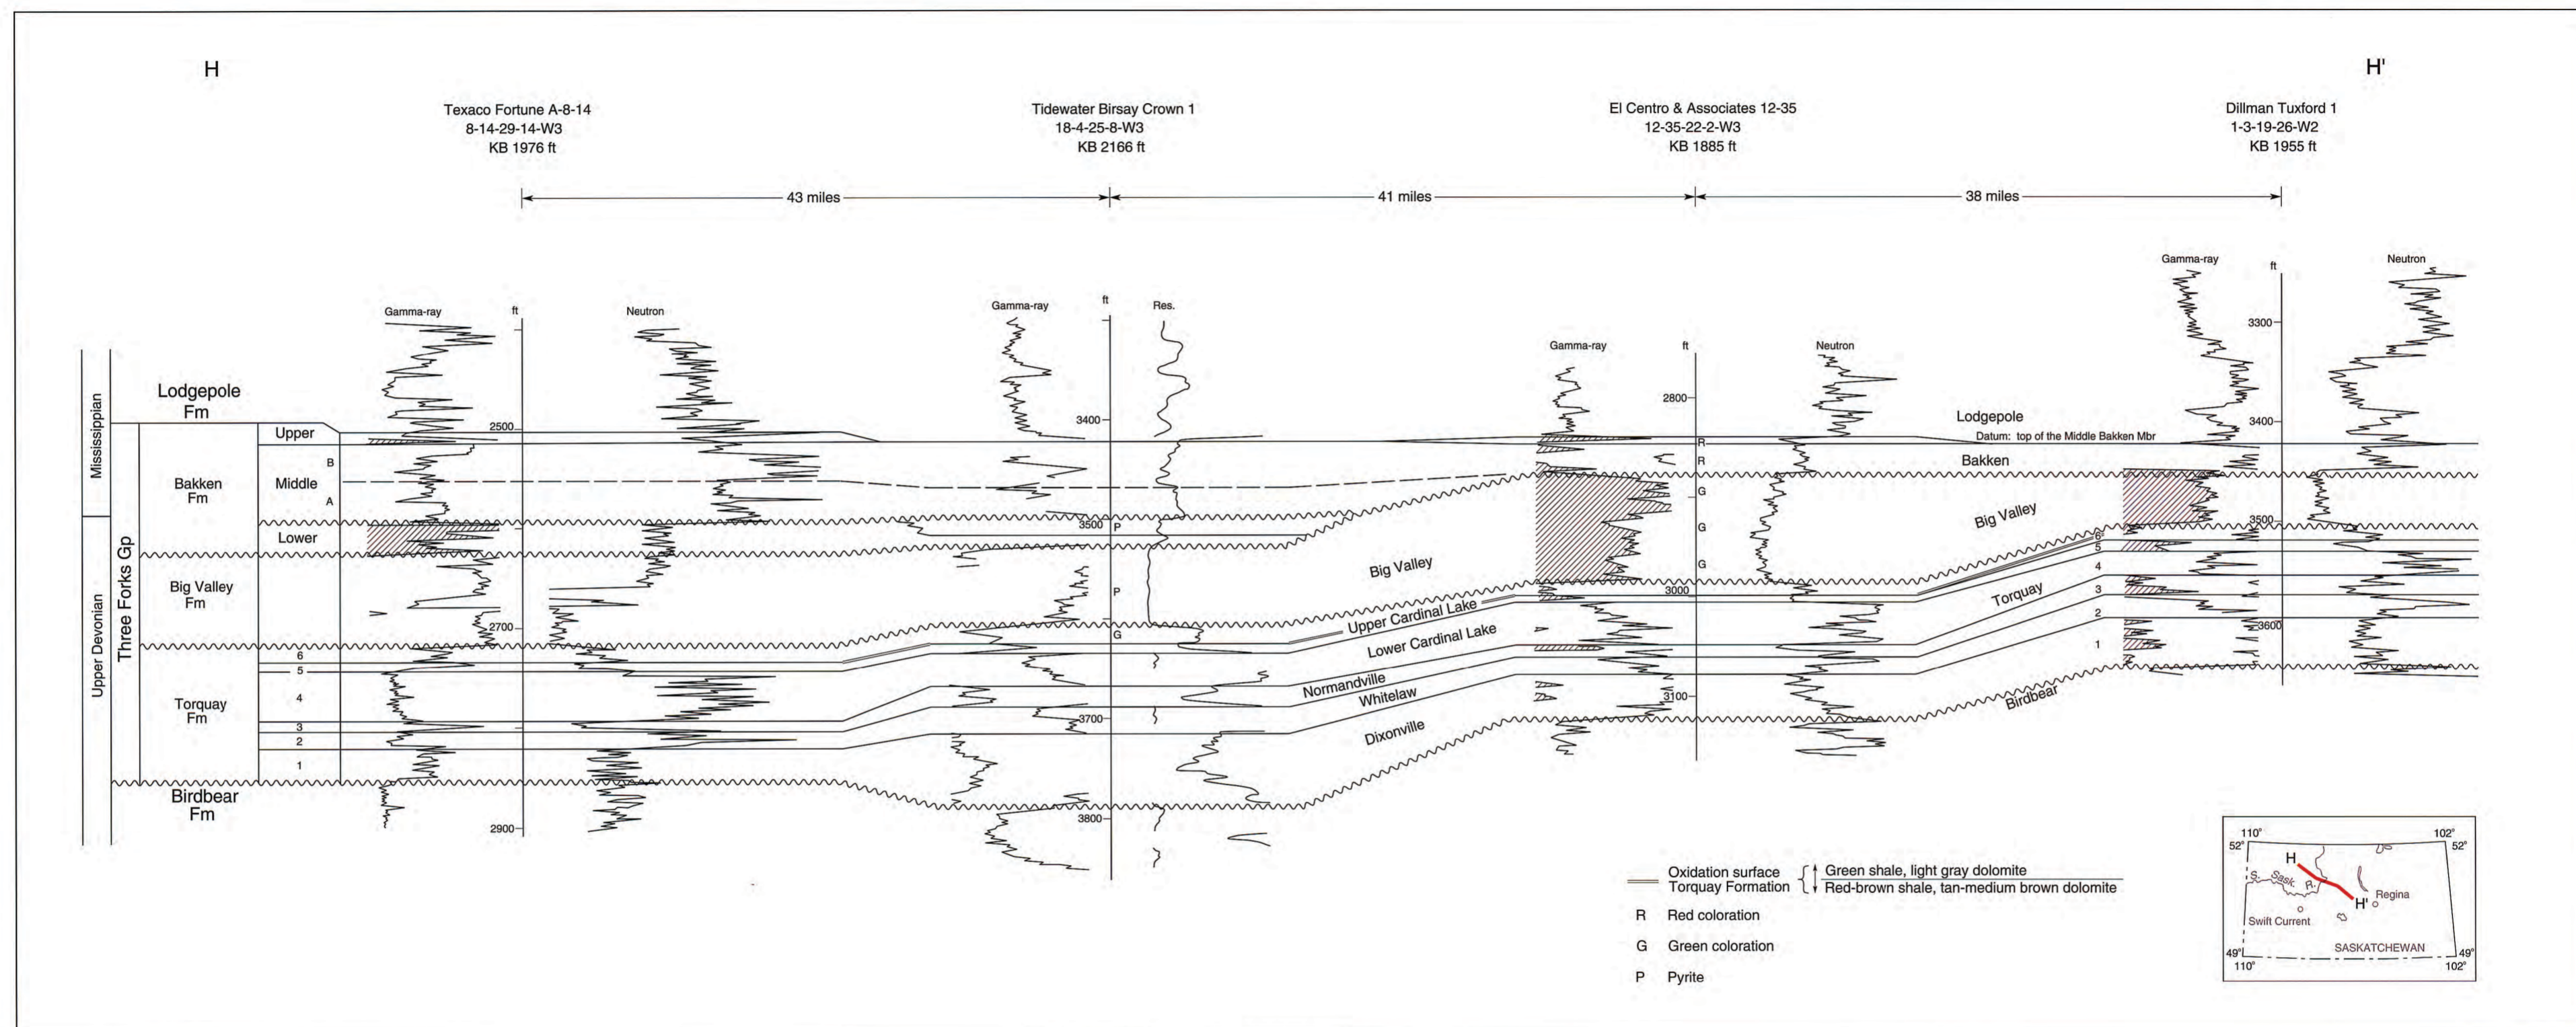 H
H'
Texaco Fortune A-8-14
8-14-29-14-W3
KB 1976 ft
Tidewater Birsay Crown 1
18-4-25-8-W3
KB 2166 ft
El Centro & Associates 12-35
12-35-22-2-W3
KB 1885 ft
Dillman Tuxford 1
1-3-19-26-W2
KB 1955 ft
43 miles
41 miles
38 miles
Mississippian
Upper Devonian
Three Forks Gp
Lodgepole
Fm
Bakken
Fm
Upper
Middle
B
A
Lower
Big Valley
Fm
Torquay
Fm
6
5
4
3
2
1
Birdbear
Fm
Gamma-ray
ft
Neutron
2500
2700
2900
Gamma-ray
ft
Res.
3400
3500
P
P
G
3700
3800
Big Valley
Upper Cardinal Lake
Lower Cardinal Lake
Normandville
Whitelaw
Dixonville
Gamma-ray
ft
Neutron
2800
R
R
G
G
G
3000
3100
Lodgepole
Datum: top of the Middle Bakken Mbr
Bakken
Big Valley
Torquay
Birdbear
Gamma-ray
ft
Neutron
3300
3400
3500
3600
6
5
4
3
2
1
Oxidation surface
Torquay Formation
Green shale, light gray dolomite
Red-brown shale, tan-medium brown dolomite
R Red coloration
G Green coloration
P Pyrite
110°
102°
52°
52°
H
S. Sask. R.
H'
Regina
Swift Current
SASKATCHEWAN
49°
49°
110°
102°